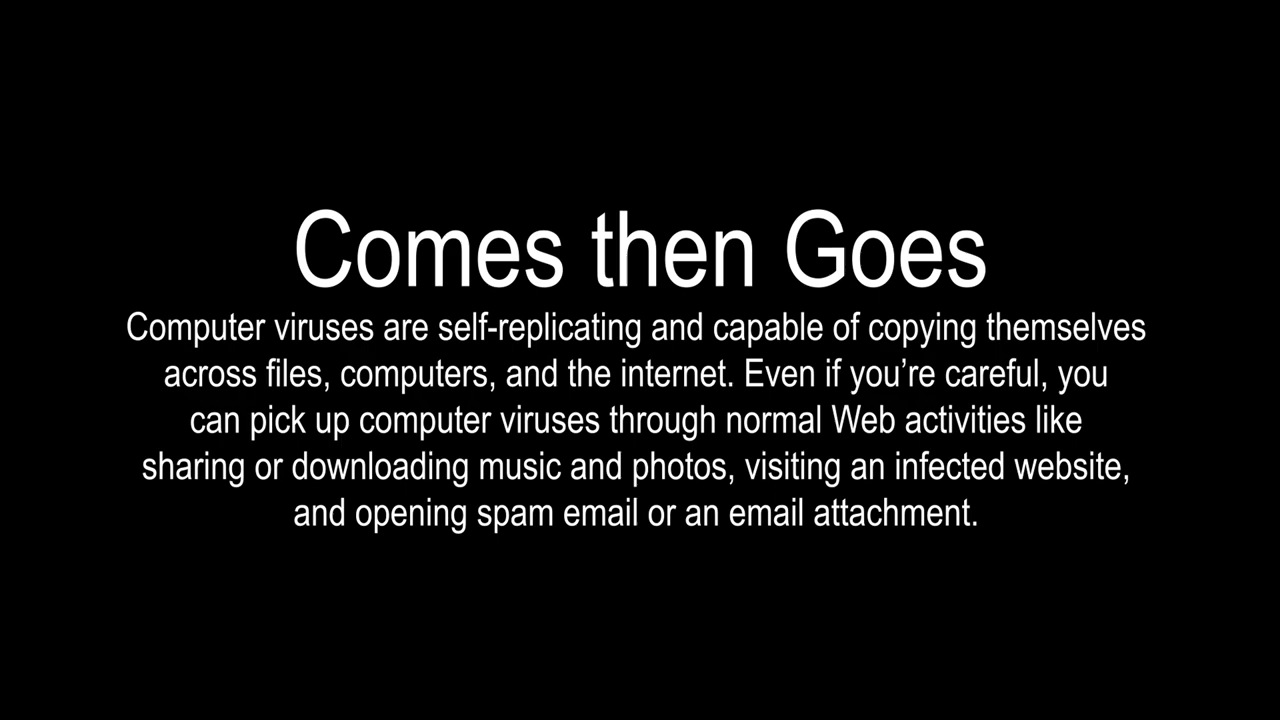 Comes then Goes
Computer viruses are self-replicating and capable of copying themselves
across files, computers, and the internet. Even if you’re careful, you
can pick up computer viruses through normal Web activities like
sharing or downloading music and photos, visiting an infected website,
and opening spam email or an email attachment.